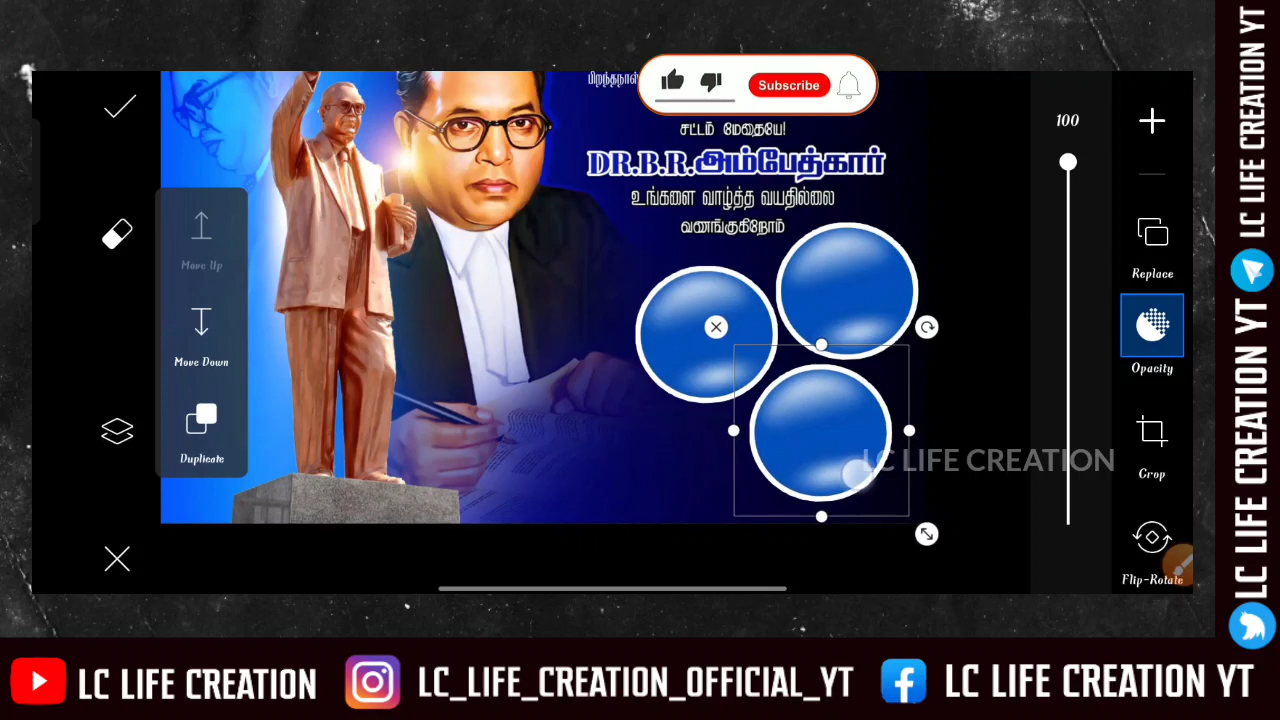 பிறந்தநாள்
Subscribe
சட்டம் மேதையே!
DR.B.R.அம்பேத்கார்
உங்களை வாழ்த்த வயதில்லை
வணங்குகிறோம்
100
Move Up
Move Down
Duplicate
Replace
Opacity
Crop
Flip-Rotate
LC LIFE CREATION
LC LIFE CREATION YT
LC LIFE CREATION YT
LC LIFE CREATION
LC_LIFE_CREATION_OFFICIAL_YT
LC LIFE CREATION YT